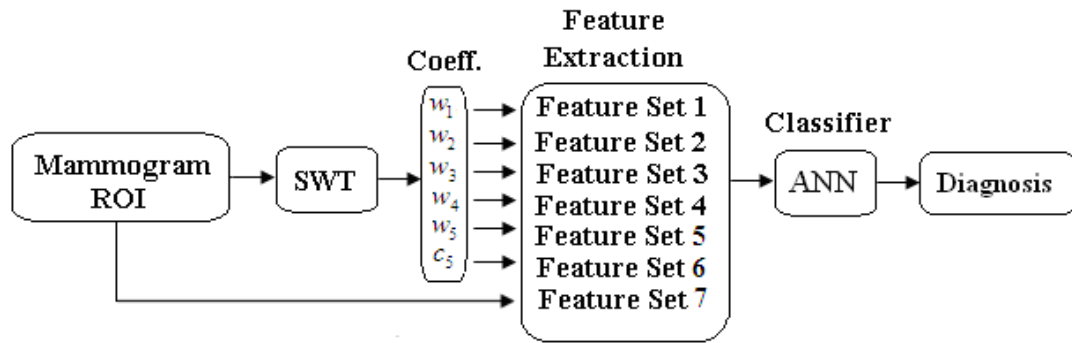 Feature
Extraction
Coeff.
w1
w2
w3
w4
w5
c5
Feature Set 1
Feature Set 2
Feature Set 3
Feature Set 4
Feature Set 5
Feature Set 6
Feature Set 7
Mammogram
ROI
SWT
Classifier
ANN
Diagnosis